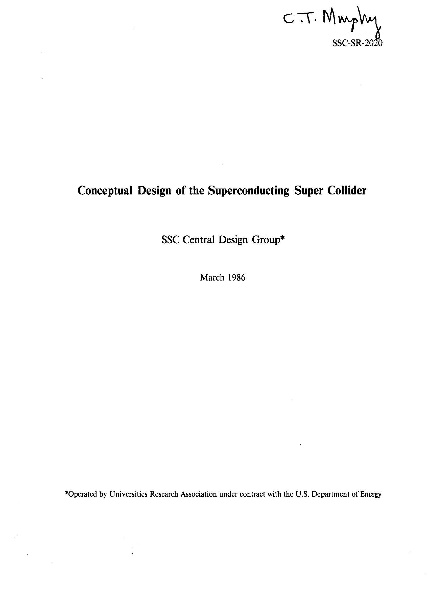 C.T. Murphy
SSC-SR-2020
Conceptual Design of the Superconducting Super Collider
SSC Central Design Group*
March 1986
*Operated by Universities Research Association under contract with the U.S. Department of Energy